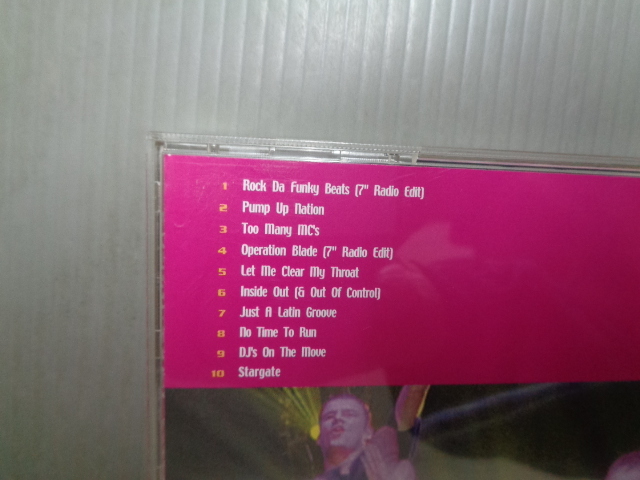 1 Rock Da Funky Beats (7" Radio Edit)
2 Pump Up Nation
3 Too Many MC's
4 Operation Blade (7" Radio Edit)
5 Let Me Clear My Throat
6 Inside Out (& Out Of Control)
7 Just A Latin Groove
8 No Time To Run
9 DJ's On The Move
10 Stargate